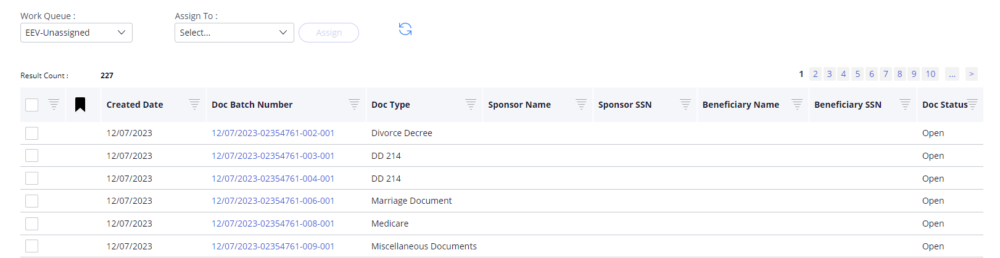 Work Queue : Assign To :
EEV-Unassigned Select... Assign
Result Count : 227 1 2 3 4 5 6 7 8 9 10 ... >
Created Date Doc Batch Number Doc Type Sponsor Name Sponsor SSN Beneficiary Name Beneficiary SSN Doc Status
12/07/2023 12/07/2023-02354761-002-001 Divorce Decree Open
12/07/2023 12/07/2023-02354761-003-001 DD 214 Open
12/07/2023 12/07/2023-02354761-004-001 DD 214 Open
12/07/2023 12/07/2023-02354761-006-001 Marriage Document Open
12/07/2023 12/07/2023-02354761-008-001 Medicare Open
12/07/2023 12/07/2023-02354761-009-001 Miscellaneous Documents Open